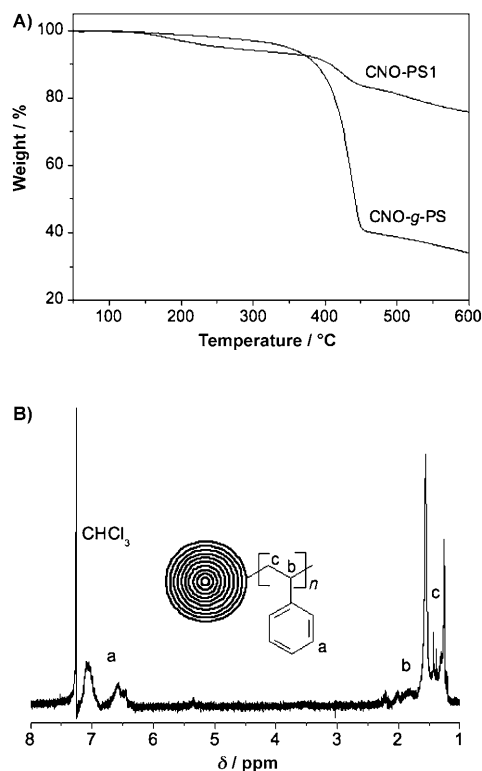 A)
100
80
60
40
20
Weight / %
CNO-PS1
CNO-g-PS
100 200 300 400 500 600
Temperature / °C
B)
CHCl3
a
c
b
n
a
b
c
8 7 6 5 4 3 2 1
δ / ppm